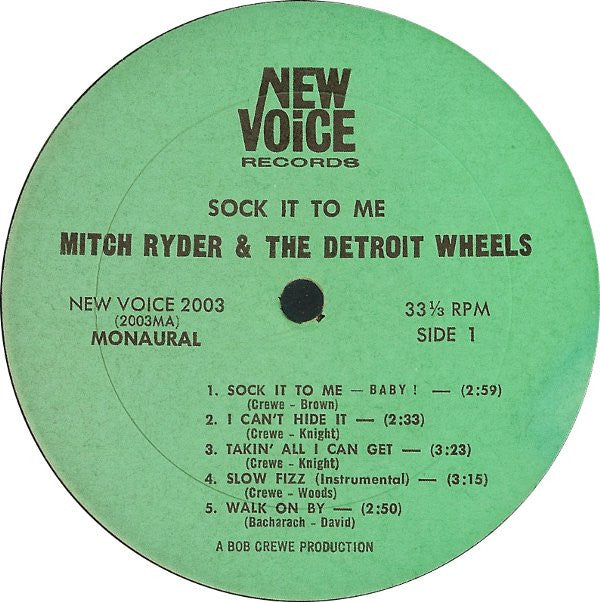 NEW
VOiCE
RECORDS
SOCK IT TO ME
MITCH RYDER & THE DETROIT WHEELS
NEW VOICE 2003
(2003MA)
MONAURAL
33⅓ RPM
SIDE 1
1. SOCK IT TO ME — BABY! — (2:59)
(Crewe - Brown)
2. I CAN'T HIDE IT — (2:33)
(Crewe - Knight)
3. TAKIN' ALL I CAN GET — (3:23)
(Crewe - Knight)
4. SLOW FIZZ (Instrumental) — (3:15)
(Crewe - Woods)
5. WALK ON BY — (2:50)
(Bacharach - David)
A BOB CREWE PRODUCTION